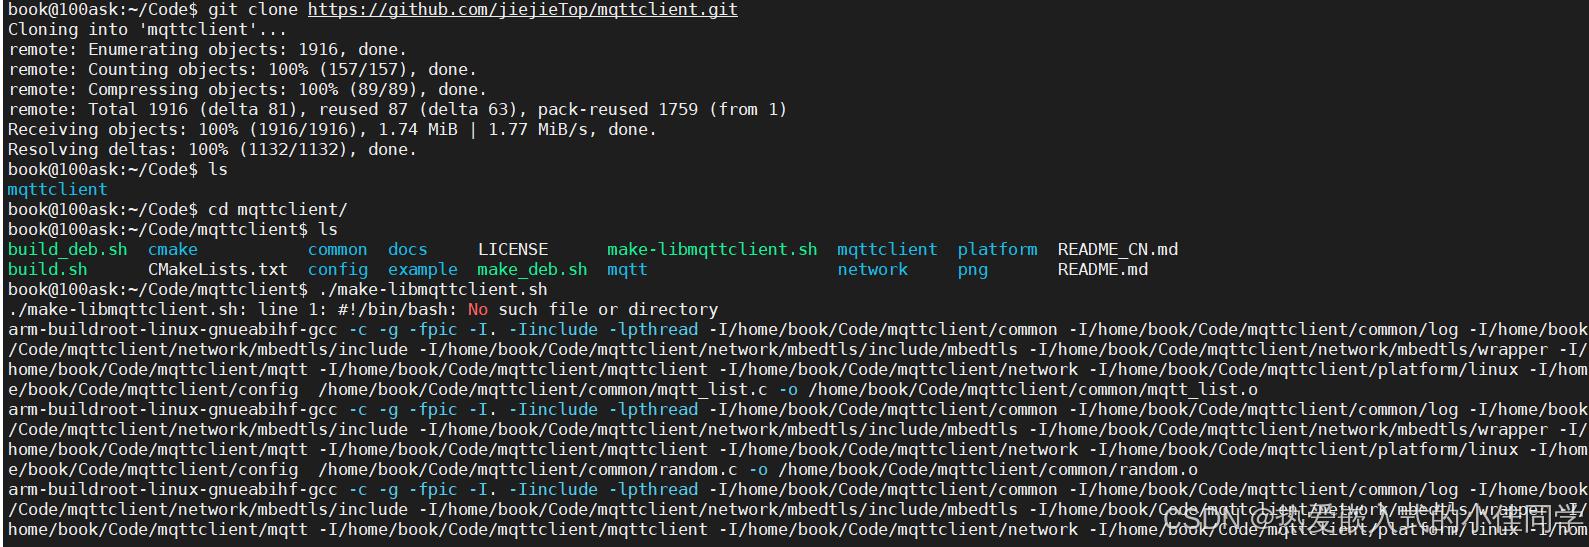 book@100ask:~/Code$ git clone https://github.com/jiejieTop/mqttclient.git
Cloning into 'mqttclient'...
remote: Enumerating objects: 1916, done.
remote: Counting objects: 100% (157/157), done.
remote: Compressing objects: 100% (89/89), done.
remote: Total 1916 (delta 81), reused 87 (delta 63), pack-reused 1759 (from 1)
Receiving objects: 100% (1916/1916), 1.74 MiB | 1.77 MiB/s, done.
Resolving deltas: 100% (1132/1132), done.
book@100ask:~/Code$ ls
mqttclient
book@100ask:~/Code$ cd mqttclient/
book@100ask:~/Code/mqttclient$ ls
build_deb.sh  cmake           common  docs     LICENSE      make-libmqttclient.sh  mqttclient  platform  README_CN.md
build.sh      CMakeLists.txt  config  example  make_deb.sh  mqtt                   network     png       README.md
book@100ask:~/Code/mqttclient$ ./make-libmqttclient.sh
./make-libmqttclient.sh: line 1: #!/bin/bash: No such file or directory
arm-buildroot-linux-gnueabihf-gcc -c -g -fpic -I. -Iinclude -lpthread -I/home/book/Code/mqttclient/common -I/home/book/Code/mqttclient/common/log -I/home/book
/Code/mqttclient/network/mbedtls/include -I/home/book/Code/mqttclient/network/mbedtls/include/mbedtls -I/home/book/Code/mqttclient/network/mbedtls/wrapper -I/
home/book/Code/mqttclient/mqtt -I/home/book/Code/mqttclient/mqttclient -I/home/book/Code/mqttclient/network -I/home/book/Code/mqttclient/platform/linux -I/hom
e/book/Code/mqttclient/config  /home/book/Code/mqttclient/common/mqtt_list.c -o /home/book/Code/mqttclient/common/mqtt_list.o
arm-buildroot-linux-gnueabihf-gcc -c -g -fpic -I. -Iinclude -lpthread -I/home/book/Code/mqttclient/common -I/home/book/Code/mqttclient/common/log -I/home/book
/Code/mqttclient/network/mbedtls/include -I/home/book/Code/mqttclient/network/mbedtls/include/mbedtls -I/home/book/Code/mqttclient/network/mbedtls/wrapper -I/
home/book/Code/mqttclient/mqtt -I/home/book/Code/mqttclient/mqttclient -I/home/book/Code/mqttclient/network -I/home/book/Code/mqttclient/platform/linux -I/hom
e/book/Code/mqttclient/config  /home/book/Code/mqttclient/common/random.c -o /home/book/Code/mqttclient/common/random.o
arm-buildroot-linux-gnueabihf-gcc -c -g -fpic -I. -Iinclude -lpthread -I/home/book/Code/mqttclient/common -I/home/book/Code/mqttclient/common/log -I/home/book
/Code/mqttclient/network/mbedtls/include -I/home/book/Code/mqttclient/network/mbedtls/include/mbedtls -I/home/book/Code/mqttclient/network/mbedtls/wrapper -I/
home/book/Code/mqttclient/mqtt -I/home/book/Code/mqttclient/mqttclient -I/home/book/Code/mqttclient/network -I/home/book/Code/mqttclient/platform/linux -I/hom
CSDN @热爱嵌入式的小佳同学